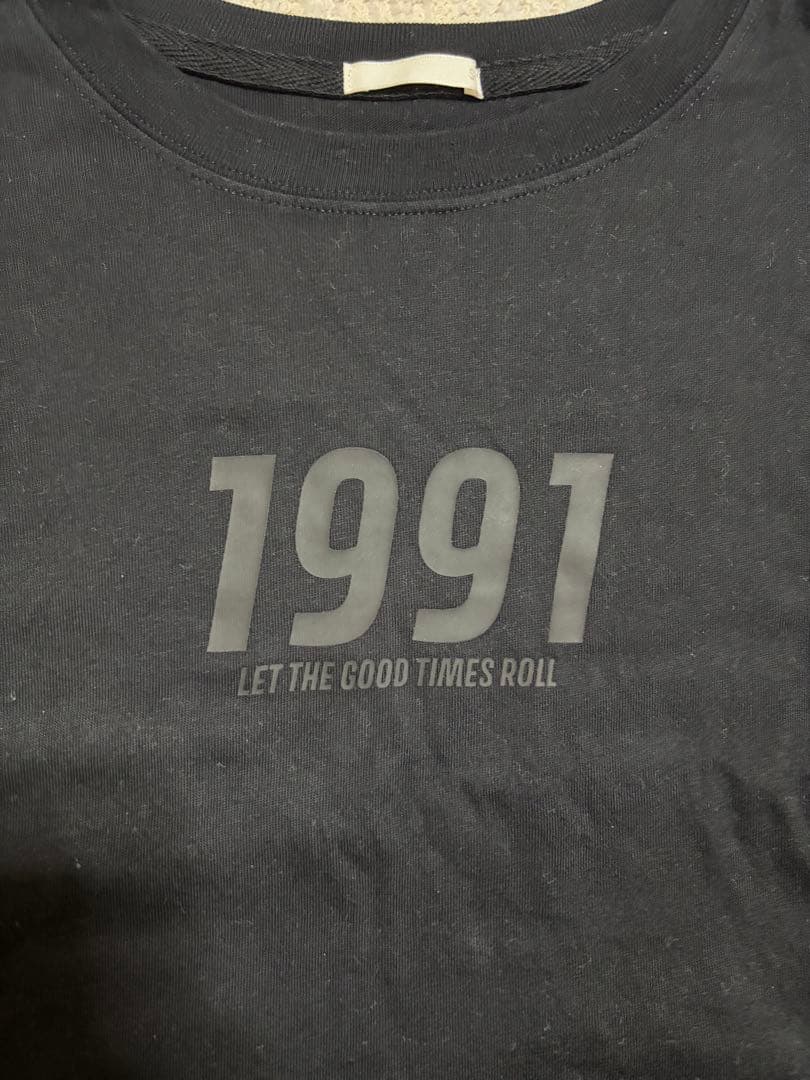 1991
LET THE GOOD TIMES ROLL